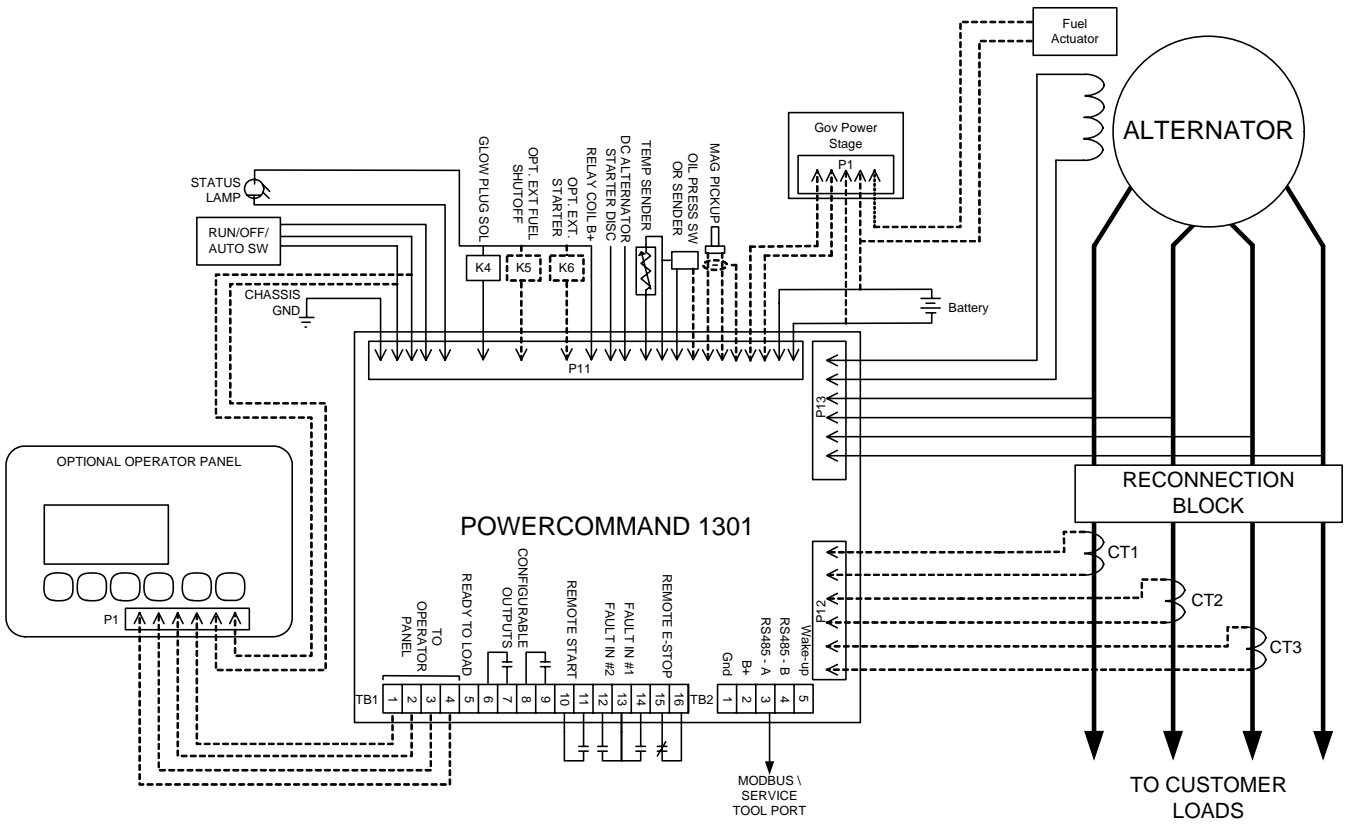 Fuel
Actuator
ALTERNATOR
Gov Power
Stage
P1
MAG PICKUP
OIL PRESS SW
OR SENDER
TEMP SENDER
DC ALTERNATOR
STARTER DISC
RELAY COIL B+
OPT. EXT.
STARTER
OPT. EXT FUEL
SHUTOFF
GLOW PLUG SOL
STATUS
LAMP
RUN/OFF/
AUTO SW
K4
K5
K6
CHASSIS
GND
Battery
P11
P13
OPTIONAL OPERATOR PANEL
P1
RECONNECTION
BLOCK
POWERCOMMAND 1301
CT1
CT2
CT3
P12
TO
OPERATOR
PANEL
READY TO LOAD
CONFIGURABLE
OUTPUTS
REMOTE START
FAULT IN #2
FAULT IN #1
REMOTE E-STOP
Gnd
B+
RS485 - A
RS485 - B
Wake-up
TB1
1 2 3 4 5 6 7 8 9 10 11 12 13 14 15 16
TB2
1 2 3 4 5
MODBUS \
SERVICE
TOOL PORT
TO CUSTOMER
LOADS